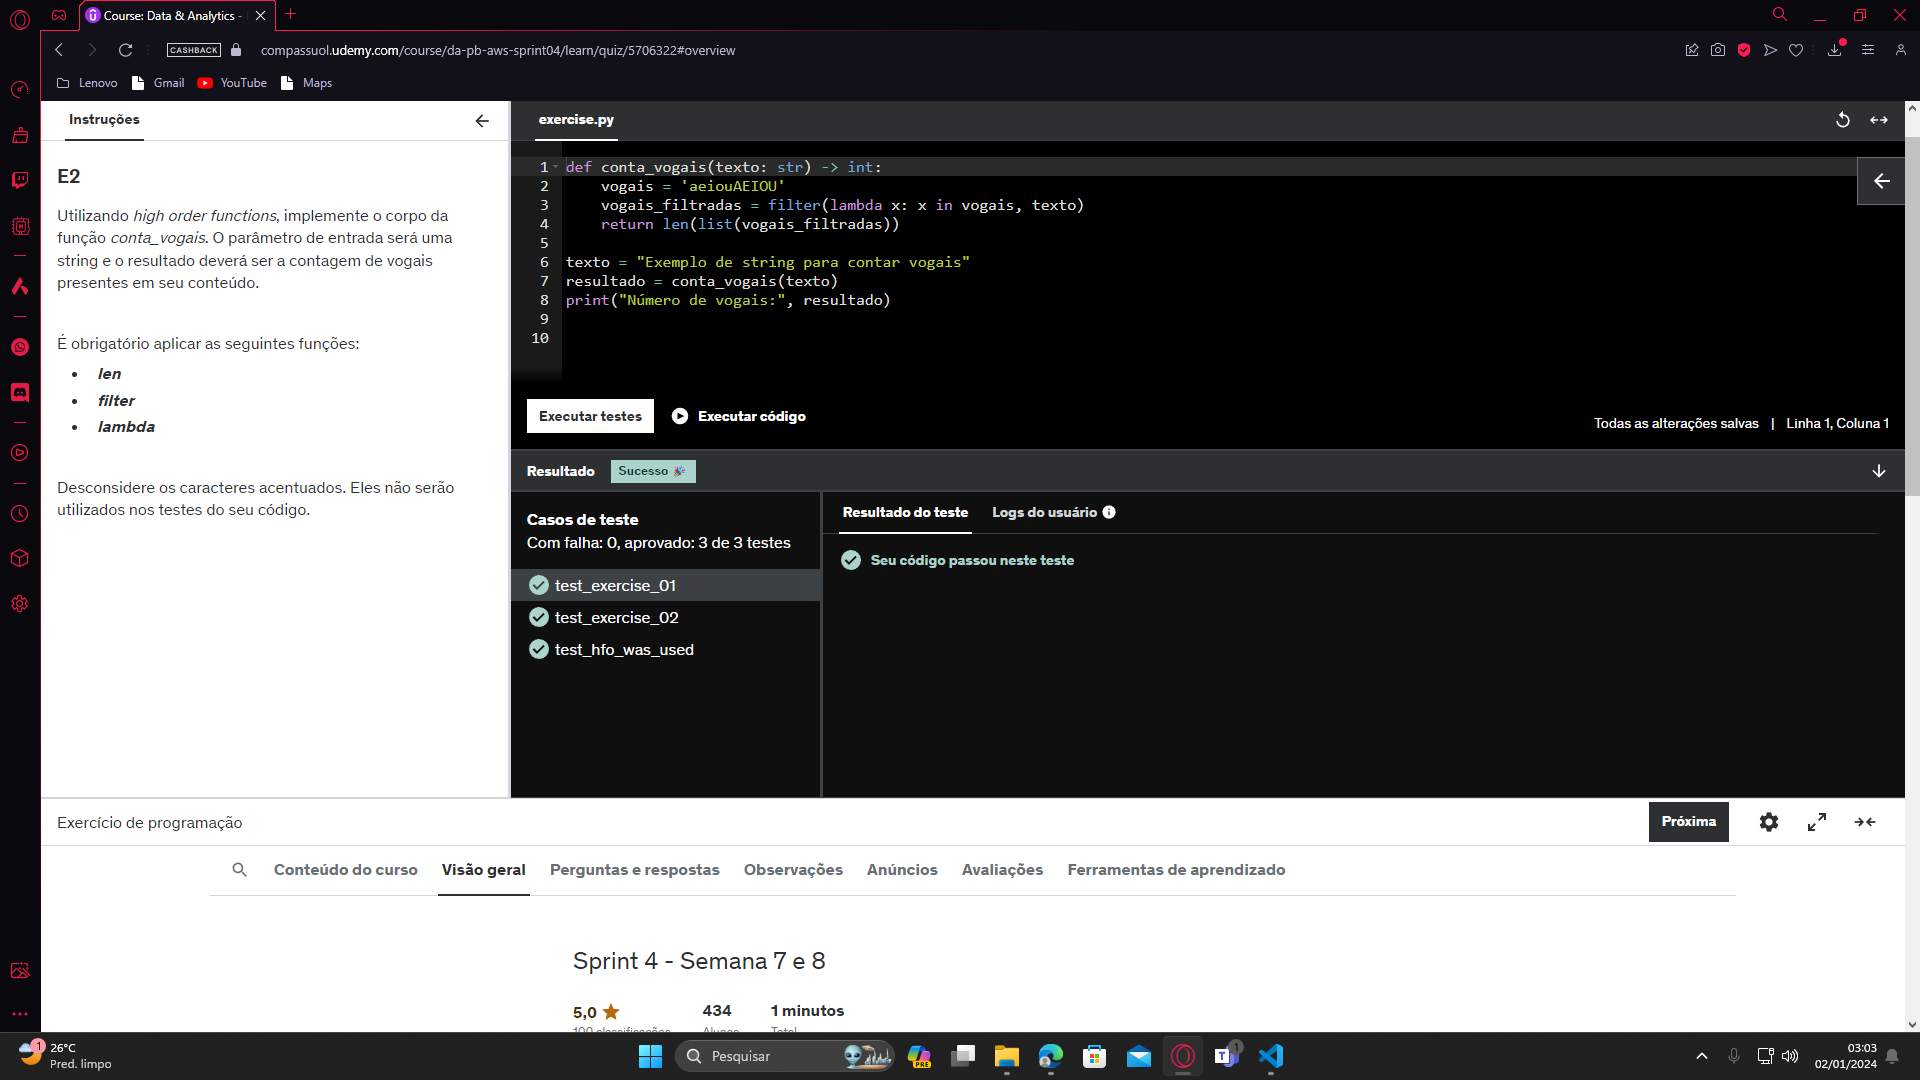 Course: Data & Analytics -
CASHBACK
compassuol.udemy.com/course/da-pb-aws-sprint04/learn/quiz/5706322#overview
Lenovo
Gmail
YouTube
Maps
Instruções
E2
Utilizando high order functions, implemente o corpo da
função conta_vogais. O parâmetro de entrada será uma
string e o resultado deverá ser a contagem de vogais
presentes em seu conteúdo.
É obrigatório aplicar as seguintes funções:
• len
• filter
• lambda
Desconsidere os caracteres acentuados. Eles não serão
utilizados nos testes do seu código.
exercise.py
1 def conta_vogais(texto: str) -> int:
2     vogais = 'aeiouAEIOU'
3     vogais_filtradas = filter(lambda x: x in vogais, texto)
4     return len(list(vogais_filtradas))
5
6 texto = "Exemplo de string para contar vogais"
7 resultado = conta_vogais(texto)
8 print("Número de vogais:", resultado)
9
10
Executar testes
Executar código
Todas as alterações salvas | Linha 1, Coluna 1
Resultado
Sucesso 🎉
Casos de teste
Com falha: 0, aprovado: 3 de 3 testes
test_exercise_01
test_exercise_02
test_hfo_was_used
Resultado do teste
Logs do usuário
Seu código passou neste teste
Exercício de programação
Próxima
Conteúdo do curso
Visão geral
Perguntas e respostas
Observações
Anúncios
Avaliações
Ferramentas de aprendizado
Sprint 4 - Semana 7 e 8
5,0 ★
434
1 minutos
1
26°C
Pred. limpo
Pesquisar
PRE
T
1
03:03
02/01/2024